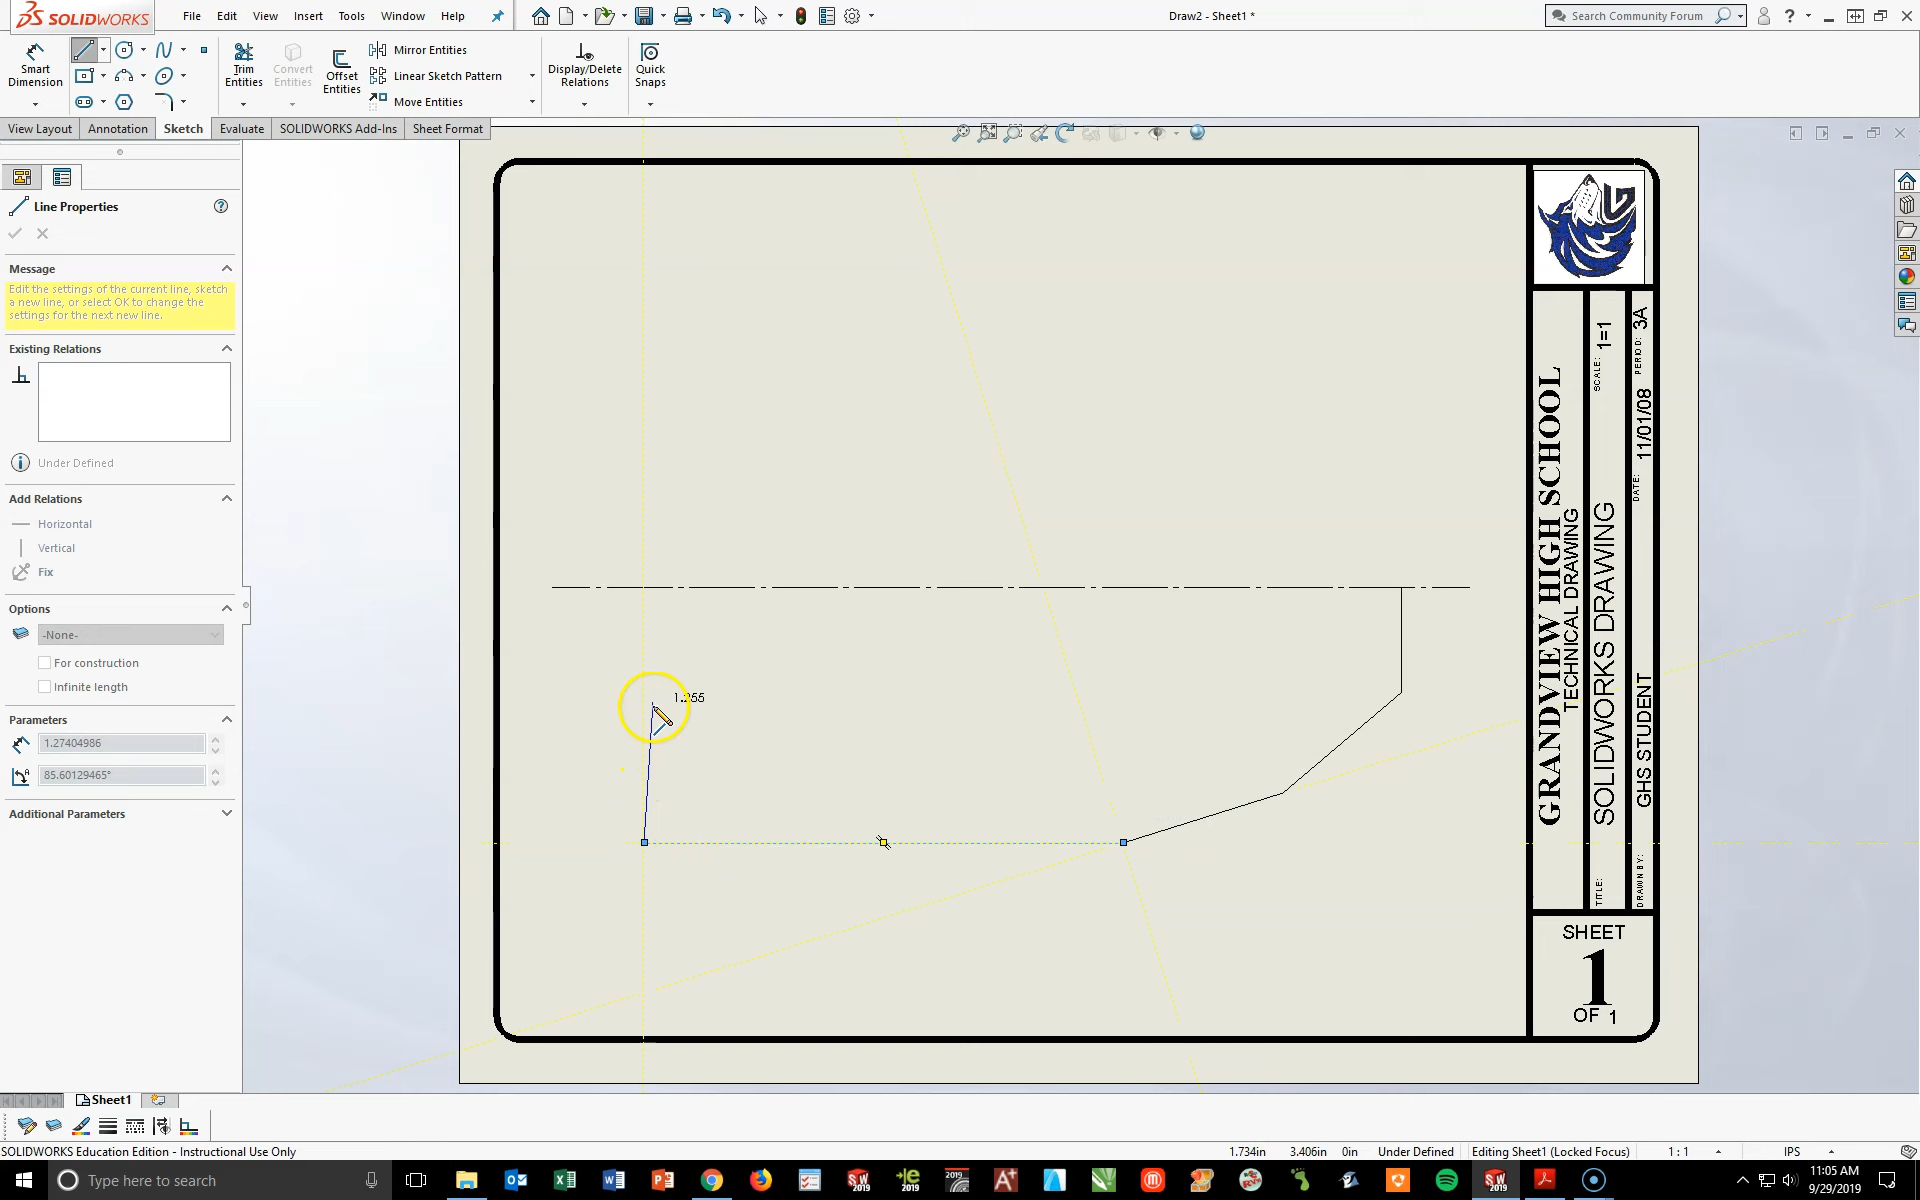 SOLIDWORKS
File Edit View Insert Tools Window Help
Draw2 - Sheet1 *
Search Community Forum
Smart Dimension
Trim Entities
Convert Entities
Offset Entities
Mirror Entities
Linear Sketch Pattern
Move Entities
Display/Delete Relations
Quick Snaps
View Layout Annotation Sketch Evaluate SOLIDWORKS Add-Ins Sheet Format
Line Properties
Message
Edit the settings of the current line, sketch
a new line, or select OK to change the
settings for the next new line.
Existing Relations
Under Defined
Add Relations
Horizontal
Vertical
Fix
Options
-None-
For construction
Infinite length
Parameters
1.27404986
85.60129465°
Additional Parameters
1.255
GRANDVIEW HIGH SCHOOL
TECHNICAL DRAWING
SCALE: 1=1
TITLE: SOLIDWORKS DRAWING
PERIOD: 3A
DATE: 11/01/08
DRAWN BY: GHS STUDENT
SHEET
1
OF 1
Sheet1
SOLIDWORKS Education Edition - Instructional Use Only
1.734in 3.406in 0in Under Defined Editing Sheet1 (Locked Focus) 1 : 1 IPS
Type here to search
11:05 AM
9/29/2019